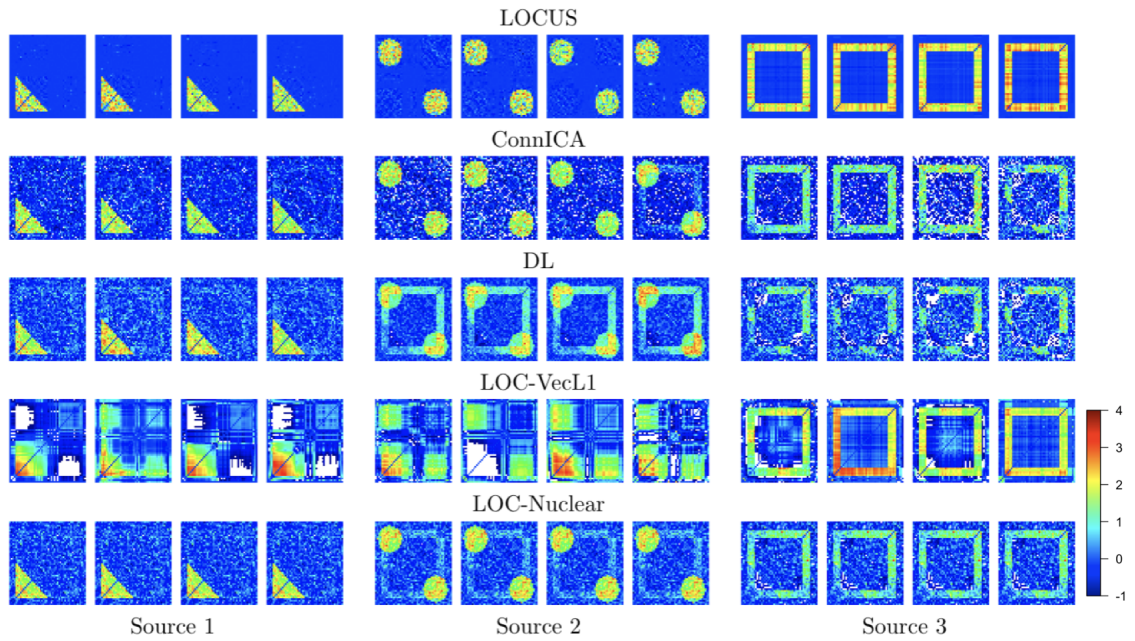 LOCUS
ConnICA
DL
LOC-VecL1
4
3
2
1
0
-1
LOC-Nuclear
Source 1
Source 2
Source 3